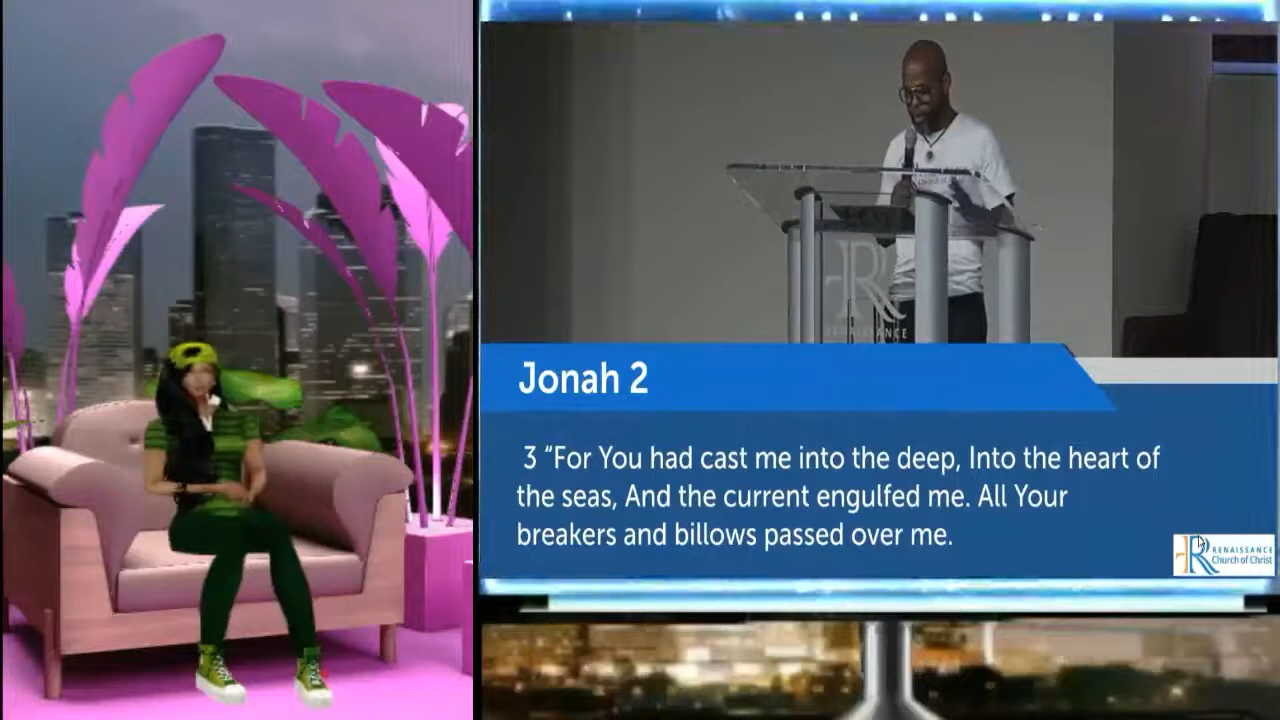 RENAISSANCE
Jonah 2
3 “For You had cast me into the deep, Into the heart of
the seas, And the current engulfed me. All Your
breakers and billows passed over me.
RENAISSANCE
Church of Christ